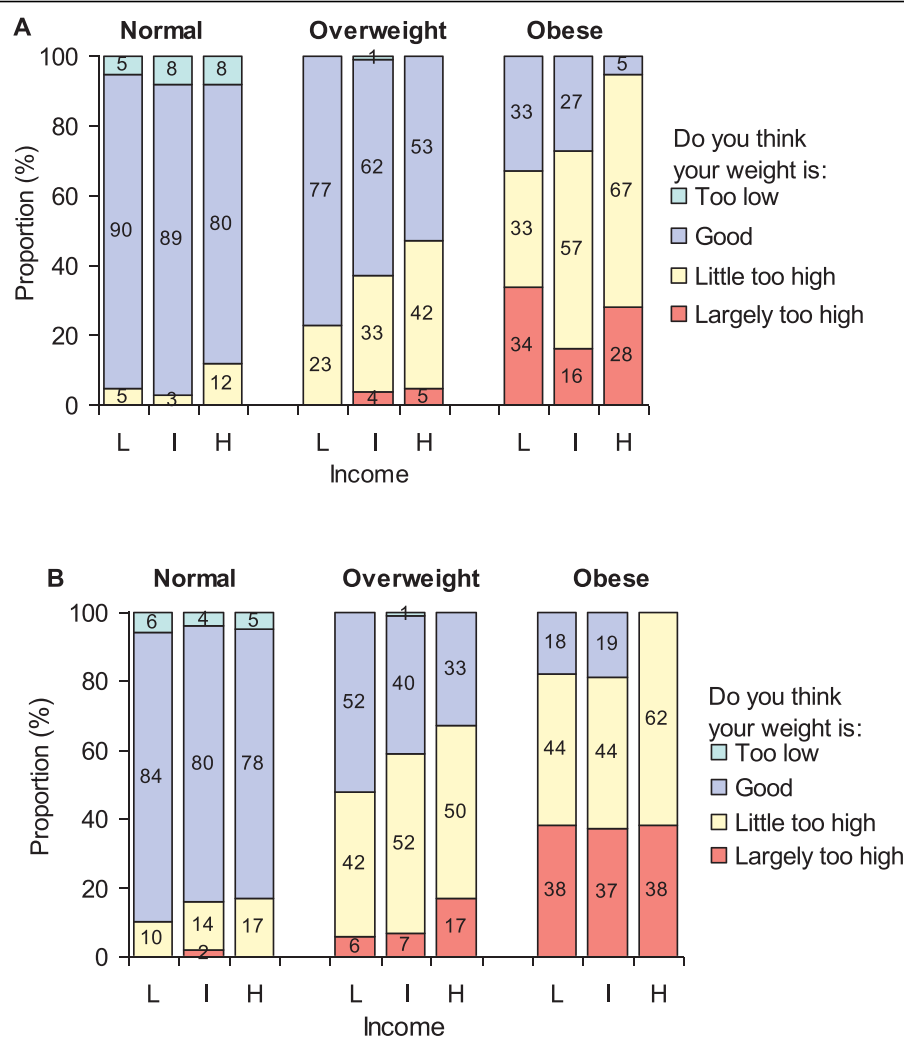 A
Normal Overweight Obese
100
80
60
40
20
0
Proportion (%)
5 8 8
90 89 80
5 3 12
1
77 62 53
23 33 42
4 5
33 27 5
33 57 67
34 16 28
L I H L I H L I H
Income
Do you think
your weight is:
Too low
Good
Little too high
Largely too high
B
Normal Overweight Obese
100
80
60
40
20
0
Proportion (%)
6 4 5
84 80 78
10 14 17
2
1
52 40 33
42 52 50
6 7 17
18 19
44 44 62
38 37 38
L I H L I H L I H
Income
Do you think
your weight is:
Too low
Good
Little too high
Largely too high